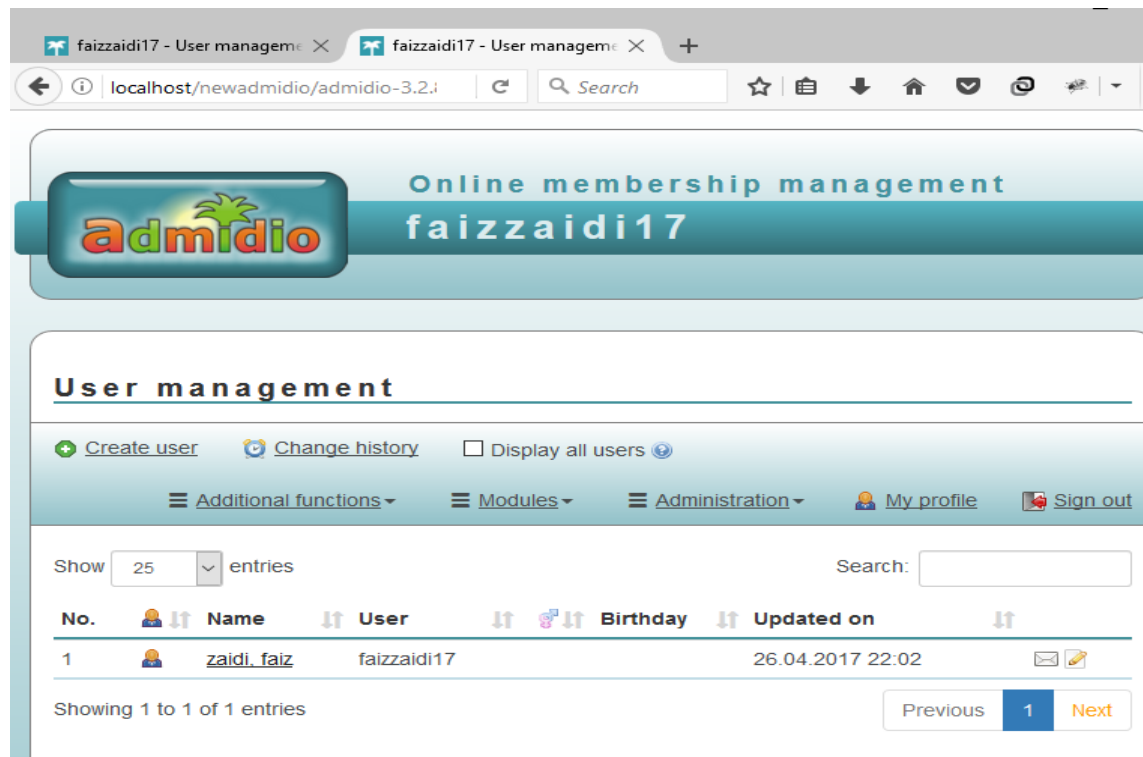 faizzaidi17 - User manageme faizzaidi17 - User manageme
localhost/newadmidio/admidio-3.2.8 Search
Online membership management
admidio faizzaidi17
User management
Create user Change history Display all users
Additional functions Modules Administration My profile Sign out
Show 25 entries Search:
No. Name User Birthday Updated on
1 zaidi, faiz faizzaidi17 26.04.2017 22:02
Showing 1 to 1 of 1 entries Previous 1 Next